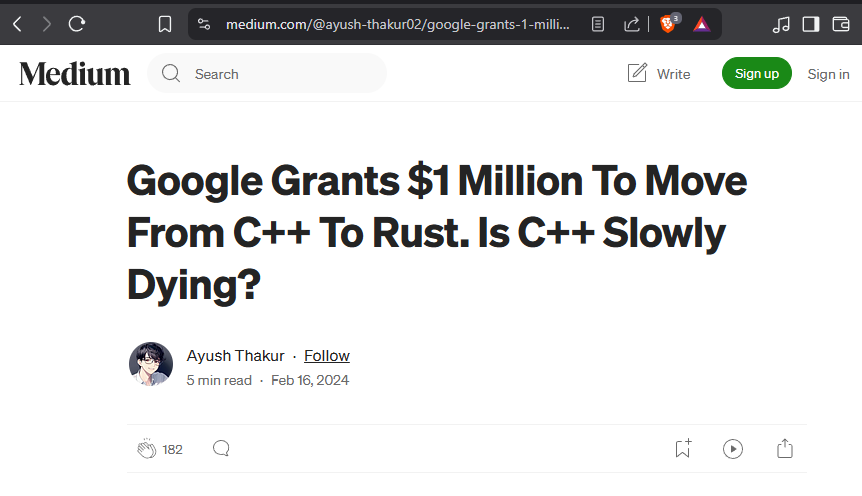 medium.com/@ayush-thakur02/google-grants-1-milli...
3
Medium
Search
Write
Sign up
Sign in
Google Grants $1 Million To Move
From C++ To Rust. Is C++ Slowly
Dying?
Ayush Thakur · Follow
5 min read · Feb 16, 2024
182